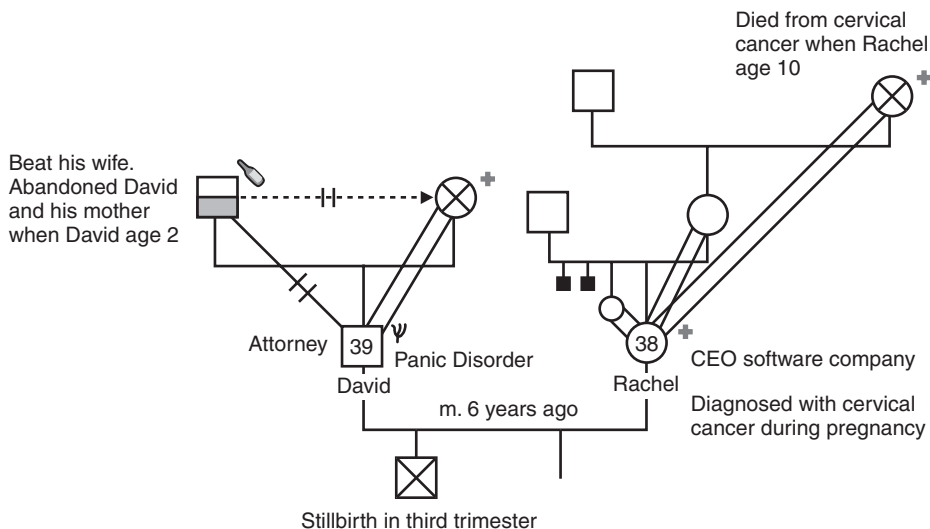 Died from cervical
cancer when Rachel
age 10
Beat his wife.
Abandoned David
and his mother
when David age 2
Attorney
39
Panic Disorder
David
38
CEO software company
Rachel
m. 6 years ago
Diagnosed with cervical
cancer during pregnancy
Stillbirth in third trimester